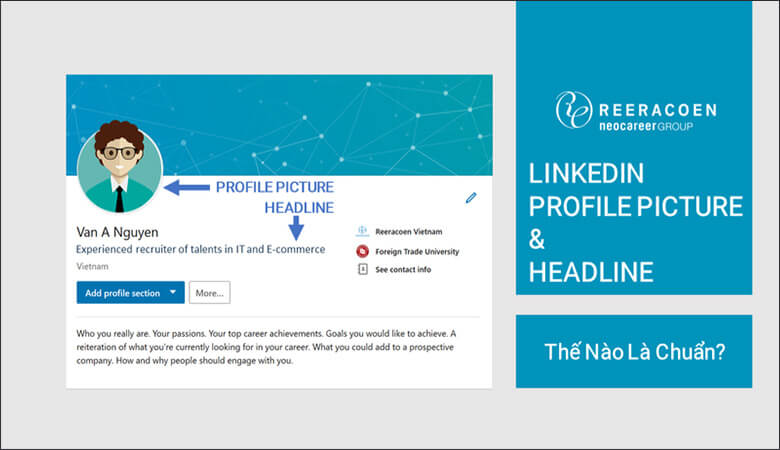 PROFILE PICTURE
HEADLINE
Van A Nguyen
Experienced recruiter of talents in IT and E-commerce
Vietnam
Add profile section
More...
Reeracoen Vietnam
Foreign Trade University
See contact info
Who you really are. Your passions. Your top career achievements. Goals you would like to achieve. A
reiteration of what you're currently looking for in your career. What you could add to a prospective
company. How and why people should engage with you.
REERACOEN
neocareerGROUP
LINKEDIN
PROFILE PICTURE
&
HEADLINE
Thế Nào Là Chuẩn?